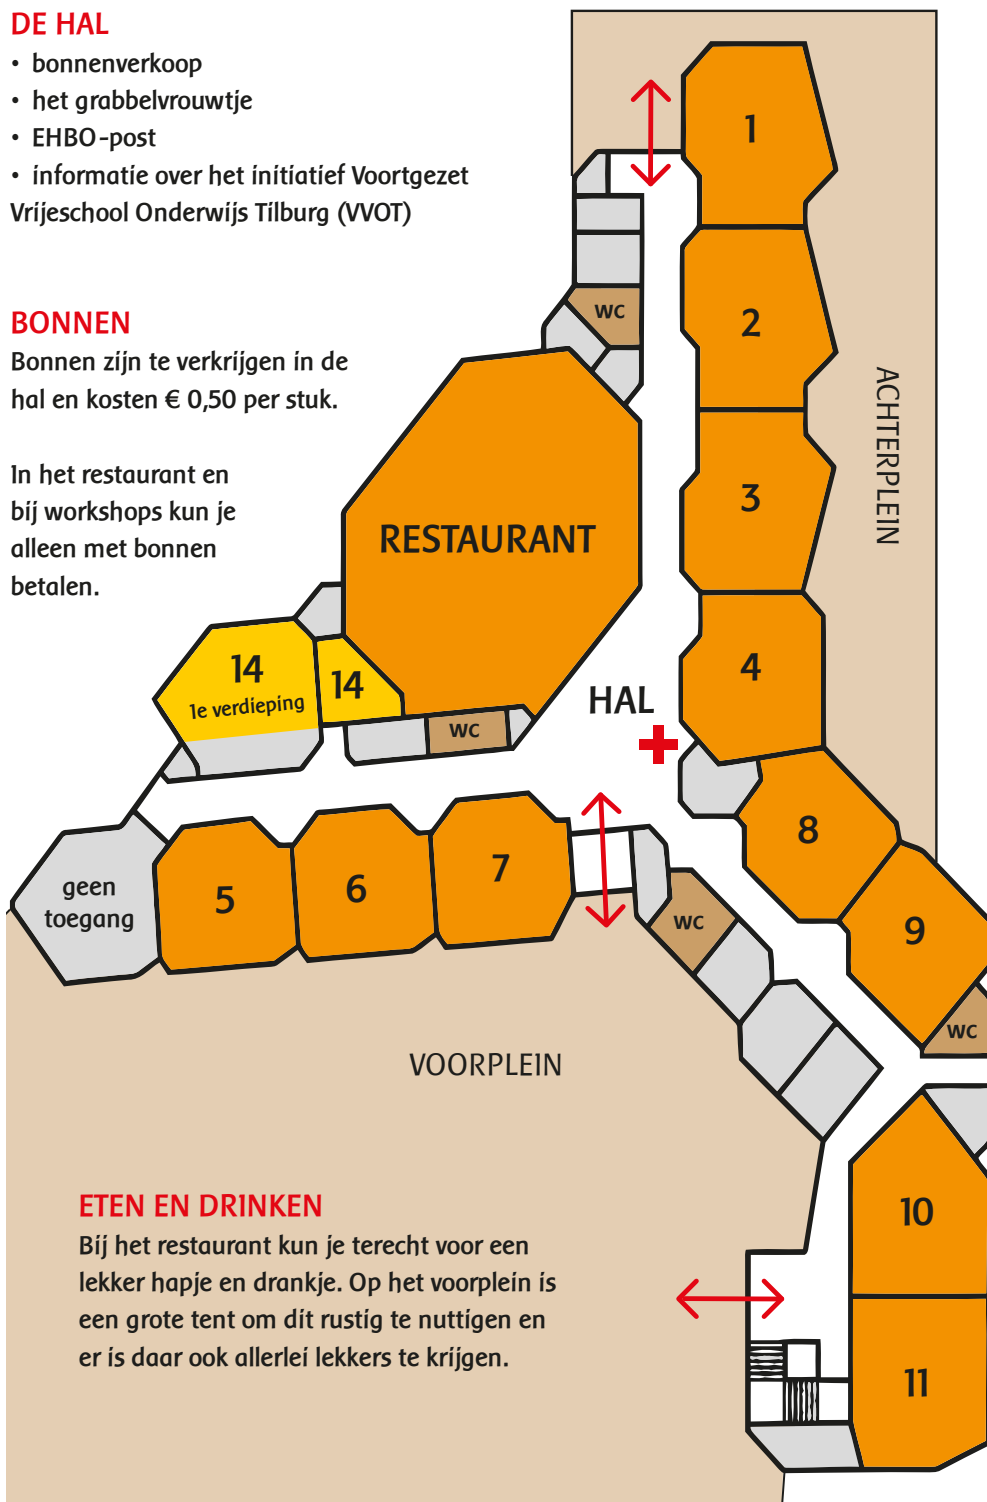 DE HAL
• bonnenverkoop
• het grabbelvrouwtje
• EHBO-post
• informatie over het initiatief Voortgezet
Vrijeschool Onderwijs Tilburg (VVOT)
BONNEN
Bonnen zijn te verkrijgen in de
hal en kosten € 0,50 per stuk.
In het restaurant en
bij workshops kun je
alleen met bonnen
betalen.
1
WC
2
ACHTERPLEIN
3
RESTAURANT
14
1e verdieping
14
4
HAL
WC
8
geen
toegang
5
6
7
WC
9
WC
VOORPLEIN
ETEN EN DRINKEN
Bij het restaurant kun je terecht voor een
lekker hapje en drankje. Op het voorplein is
een grote tent om dit rustig te nuttigen en
er is daar ook allerlei lekkers te krijgen.
10
11